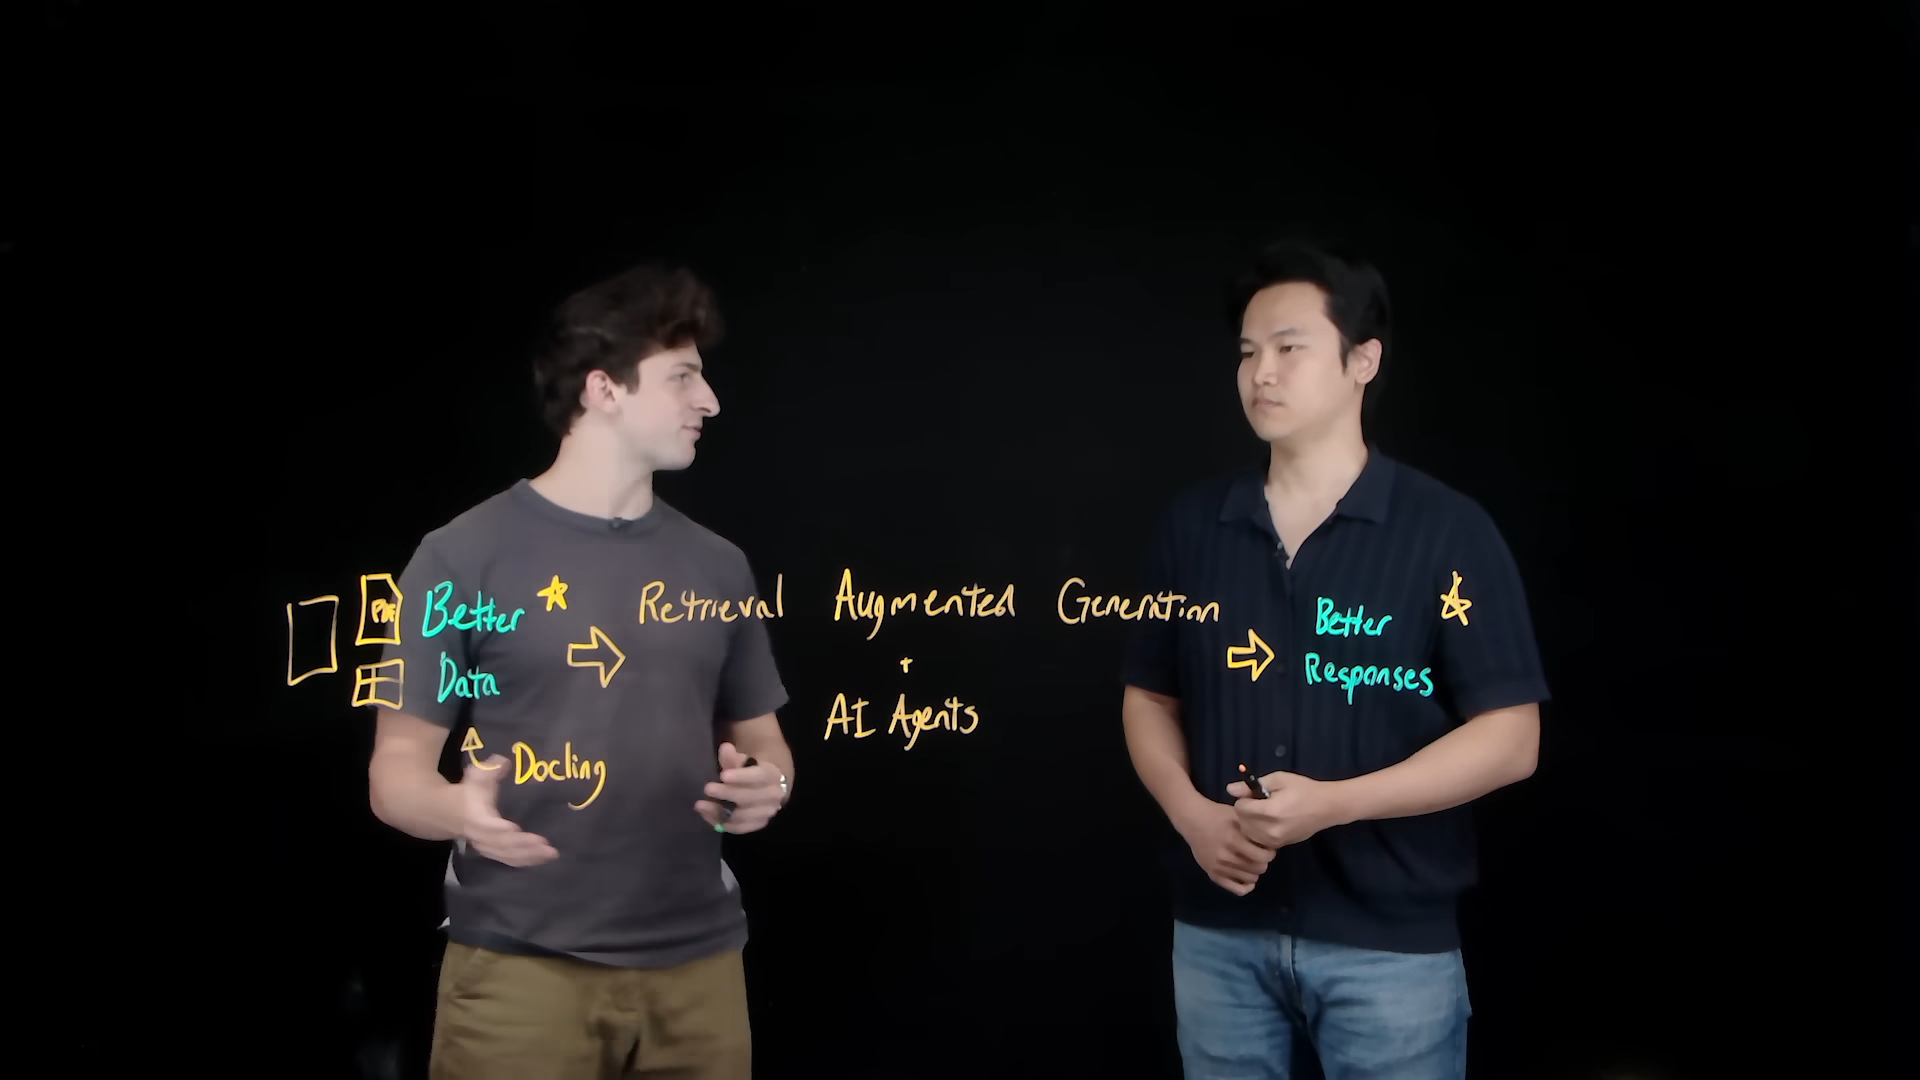 PDF
Better
Data
Docling
Retrieval Augmented Generation
+
AI Agents
Better
Responses